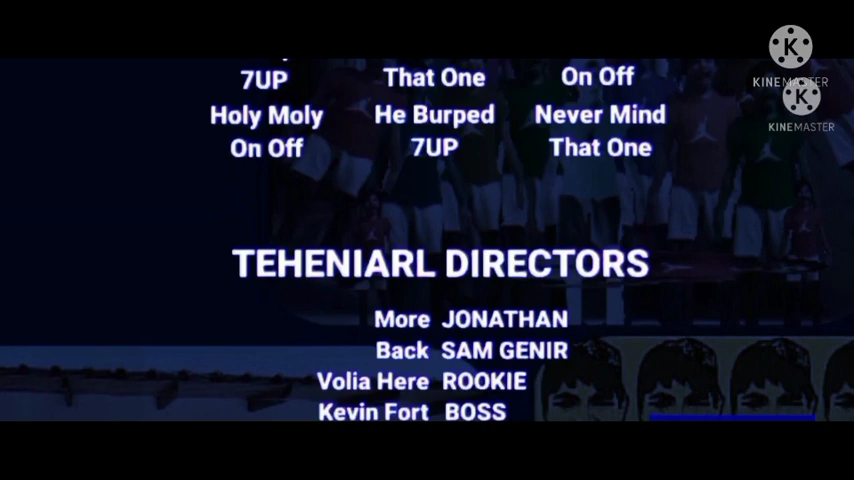 7UP That One On Off
Holy Moly He Burped Never Mind
On Off 7UP That One
TEHENIARL DIRECTORS
More JONATHAN
Back SAM GENIR
Volia Here ROOKIE
Kevin Fort BOSS
K
KINEMASTER
K
KINEMASTER